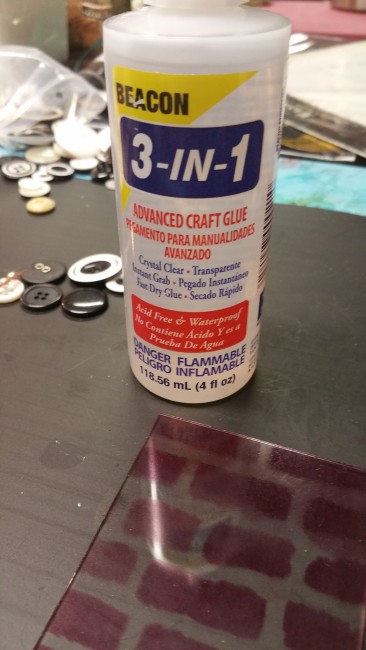 BEACON
3-IN-1
ADVANCED CRAFT GLUE
PEGAMENTO PARA MANUALIDADES
AVANZADO
Crystal Clear • Transparente
Instant Grab • Pegado Instantáneo
Fast Dry Glue • Secado Rápido
Acid Free & Waterproof
No Contiene Ácido Y es a
Prueba De Agua
DANGER FLAMMABLE
PELIGRO INFLAMABLE
118.56 mL (4 fl oz)